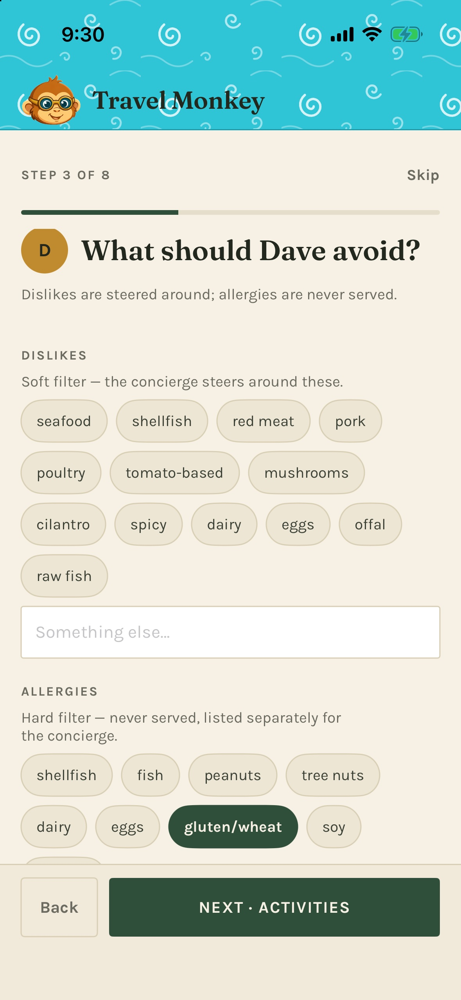 9:30
Travel Monkey
STEP 3 OF 8
Skip
D
What should Dave avoid?
Dislikes are steered around; allergies are never served.
DISLIKES
Soft filter — the concierge steers around these.
seafood
shellfish
red meat
pork
poultry
tomato-based
mushrooms
cilantro
spicy
dairy
eggs
offal
raw fish
Something else...
ALLERGIES
Hard filter — never served, listed separately for
the concierge.
shellfish
fish
peanuts
tree nuts
dairy
eggs
gluten/wheat
soy
Back
NEXT · ACTIVITIES